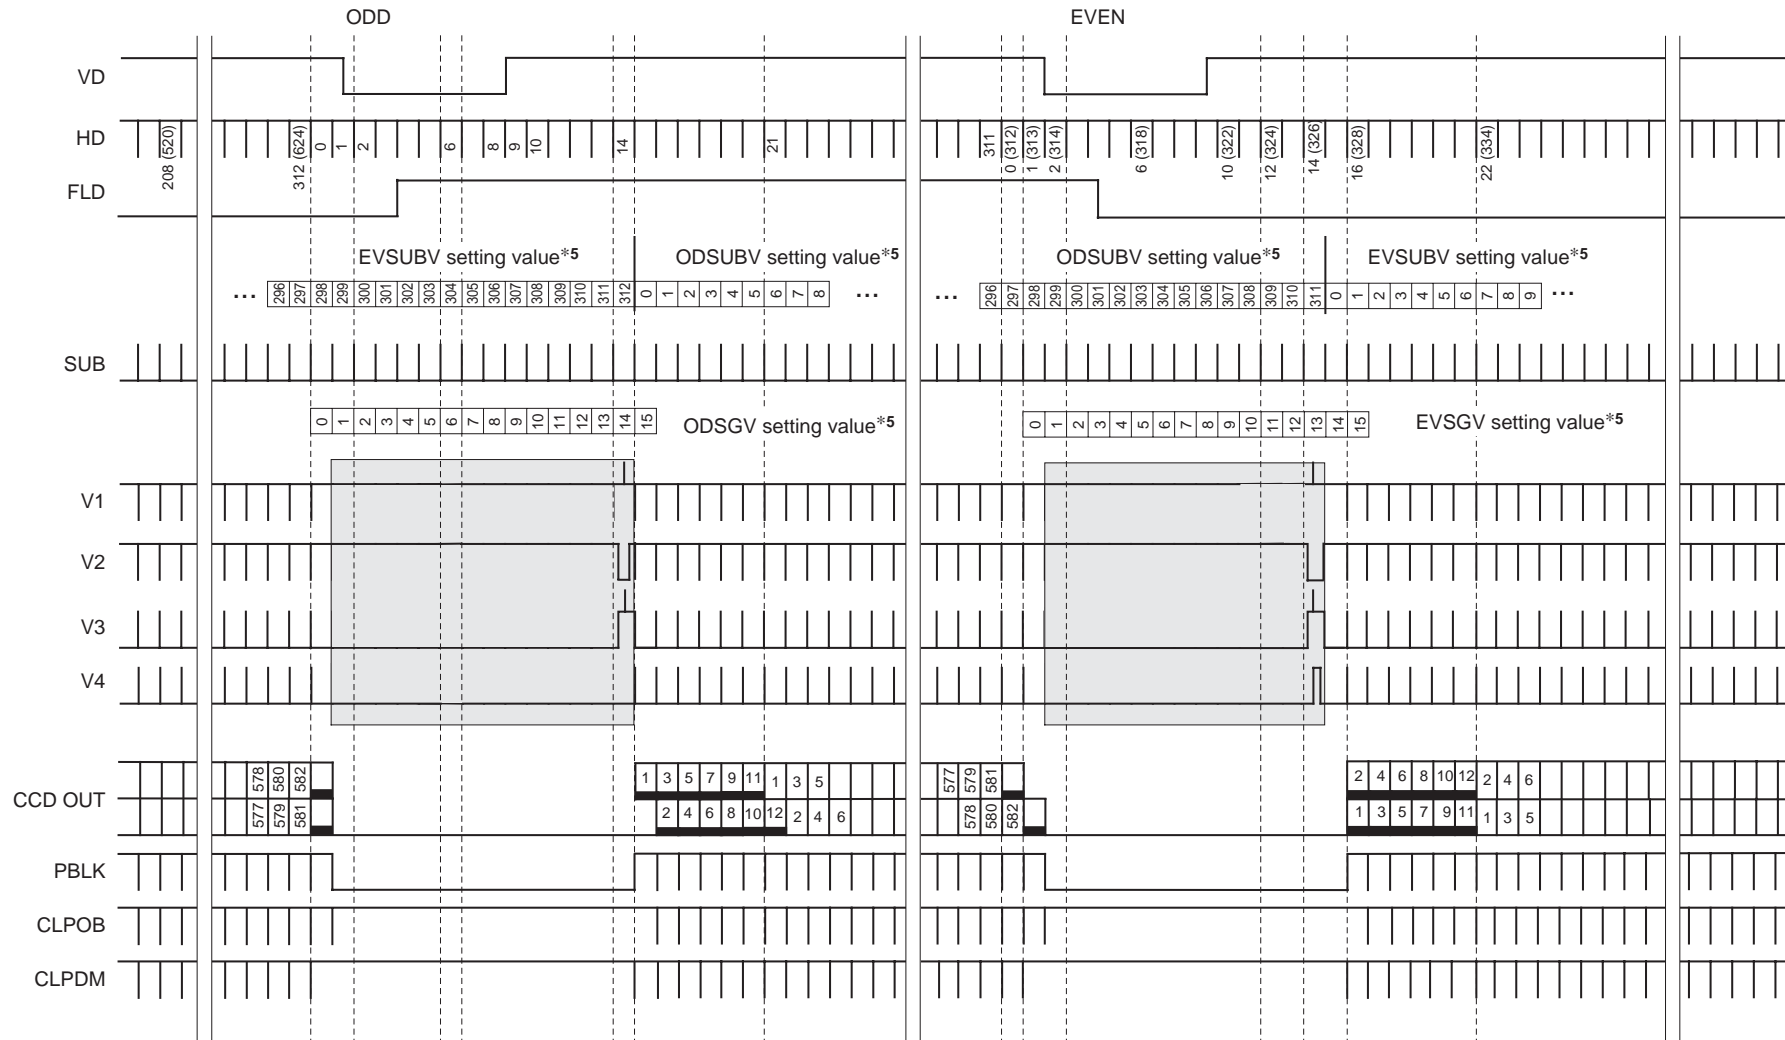 ODD EVEN
VD
HD 208 (520) 312 (624) 0 1 2 6 8 9 10 14 21 311 0 (312) 1 (313) 2 (314) 6 (318) 10 (322) 12 (324) 14 (326) 16 (328) 22 (334)
FLD
EVSUBV setting value*5 ODSUBV setting value*5 ODSUBV setting value*5 EVSUBV setting value*5
... 296 297 298 299 300 301 302 303 304 305 306 307 308 309 310 311 312 0 1 2 3 4 5 6 7 8 ... ... 296 297 298 299 300 301 302 303 304 305 306 307 308 309 310 311 0 1 2 3 4 5 6 7 8 9 ...
SUB
0 1 2 3 4 5 6 7 8 9 10 11 12 13 14 15 ODSGV setting value*5 0 1 2 3 4 5 6 7 8 9 10 11 12 13 14 15 EVSGV setting value*5
V1
V2
V3
V4
578 580 582 1 3 5 7 9 11 1 3 5 577 579 581 2 4 6 8 10 12 2 4 6
CCD OUT
577 579 581 2 4 6 8 10 12 2 4 6 578 580 582 1 3 5 7 9 11 1 3 5
PBLK
CLPOB
CLPDM